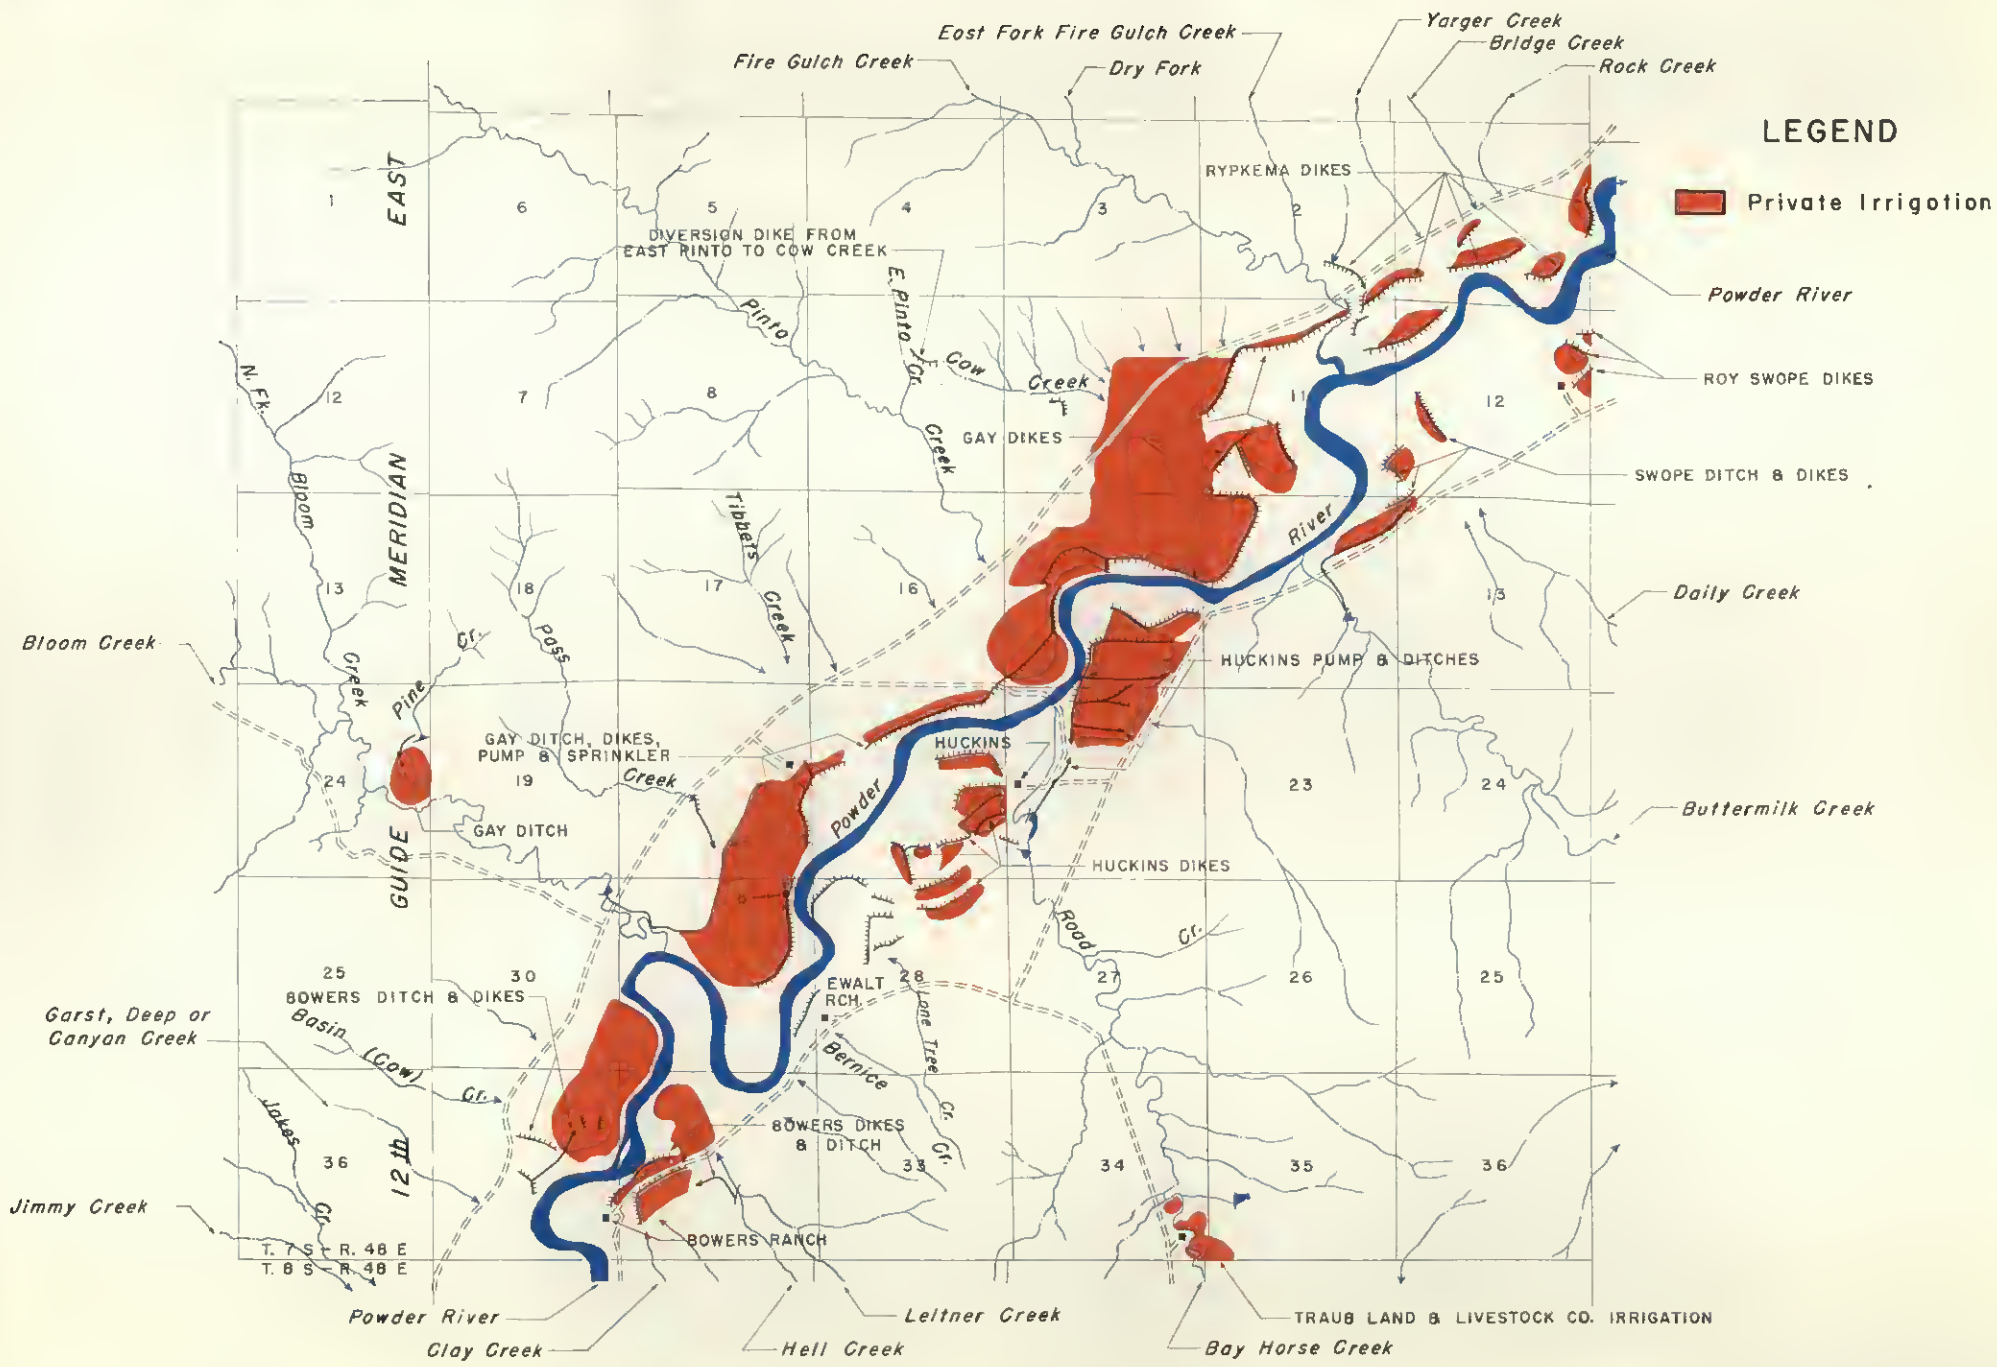 East Fork Fire Gulch Creek
Yarger Creek
Bridge Creek
Fire Gulch Creek
Dry Fork
Rock Creek
LEGEND
Private Irrigation
EAST
RYPKEMA DIKES
1
6
5
4
3
2
DIVERSION DIKE FROM
EAST PINTO TO COW CREEK
E. Pinto Cr.
Pinto
Creek
Powder River
N. Fk.
Bloom
Creek
Cow
Creek
ROY SWOPE DIKES
12
7
8
11
12
GAY DIKES
SWOPE DITCH & DIKES
MERIDIAN
Tibbets
Creek
River
13
18
17
16
13
Daily Creek
Bloom Creek
Pine
Cr.
Pass
Creek
HUCKINS PUMP & DITCHES
GAY DITCH, DIKES,
PUMP & SPRINKLER
HUCKINS
24
19
23
24
Powder
Buttermilk Creek
GAY DITCH
HUCKINS DIKES
GUIDE
Road
Cr.
25
30
28
27
26
25
EWALT
RCH.
BOWERS DITCH & DIKES
Garst, Deep or
Canyan Creek
Basin
(Cow)
Cr.
Bernice
Cr.
Lone Tree
Cr.
Jakes
Cr.
BOWERS DIKES
& DITCH
36
33
34
35
36
12th
Jimmy Creek
BOWERS RANCH
T. 7 S - R. 48 E
T. 8 S - R. 48 E
Powder River
Leitner Creek
TRAUB LAND & LIVESTOCK CO. IRRIGATION
Clay Creek
Hell Creek
Bay Horse Creek